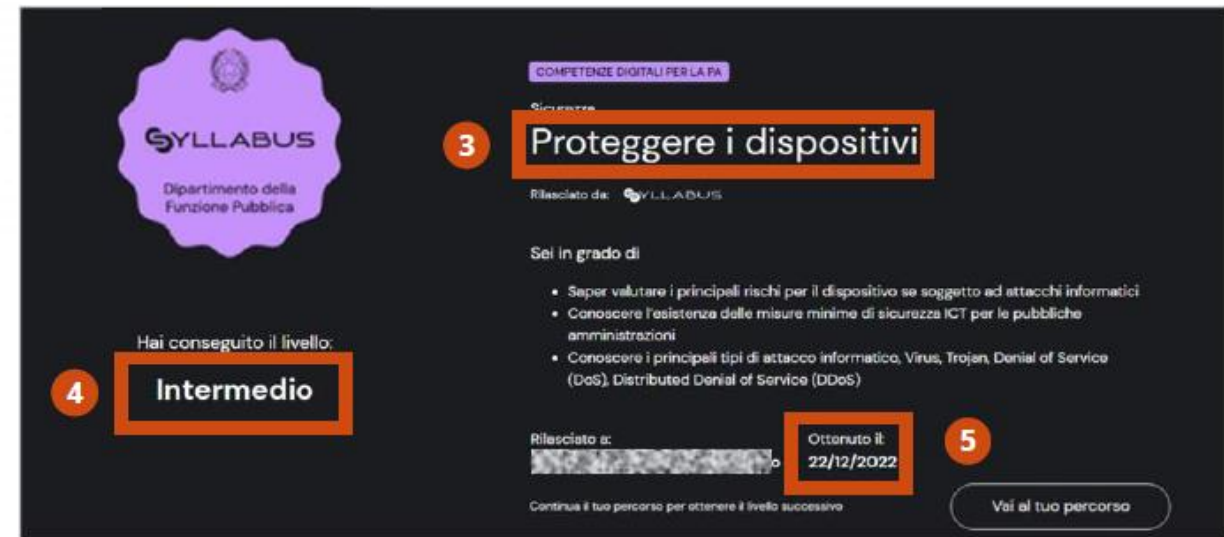 SYLLABUS
Dipartimento della
Funzione Pubblica
Hai conseguito il livello:
4
Intermedio
COMPETENZE DIGITALI PER LA PA
Sicurezza
3
Proteggere i dispositivi
Rilasciato da: SYLLABUS
Sei in grado di
• Saper valutare i principali rischi per il dispositivo se soggetto ad attacchi informatici
• Conoscere l'esistenza delle misure minime di sicurezza ICT per le pubbliche
amministrazioni
• Conoscere i principali tipi di attacco informatico, Virus, Trojan, Denial of Service
(DoS), Distributed Denial of Service (DDoS)
Rilasciato a:
o
Ottenuto il:
22/12/2022
5
Continua il tuo percorso per ottenere il livello successivo
Vai al tuo percorso